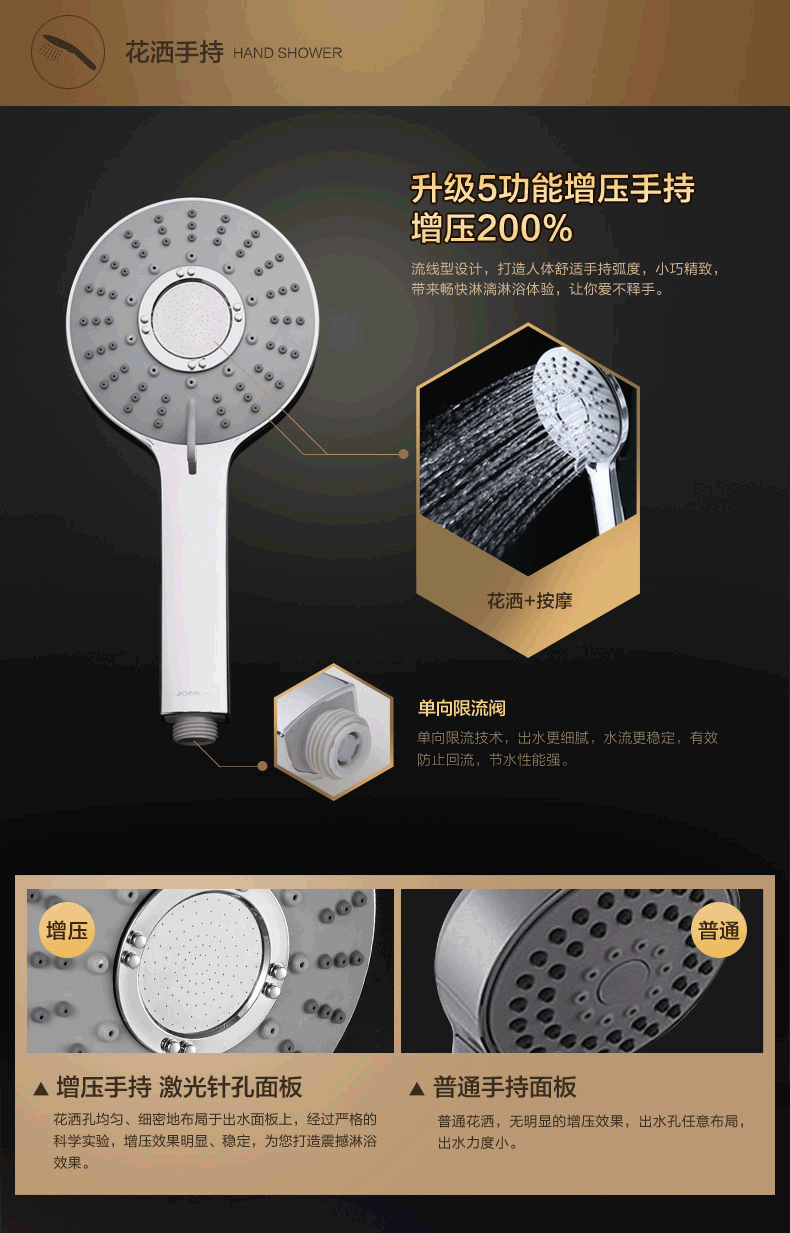 花洒手持 HAND SHOWER
升级5功能增压手持
增压200%
流线型设计，打造人体舒适手持弧度，小巧精致，
带来畅快淋漓淋浴体验，让你爱不释手。
花洒+按摩
JOMOO
单向限流阀
单向限流技术，出水更细腻，水流更稳定，有效
防止回流，节水性能强。
增压
普通
▲ 增压手持 激光针孔面板
花洒孔均匀、细密地布局于出水面板上，经过严格的
科学实验，增压效果明显、稳定，为您打造震撼淋浴
效果。
▲ 普通手持面板
普通花洒，无明显的增压效果，出水孔任意布局，
出水力度小。